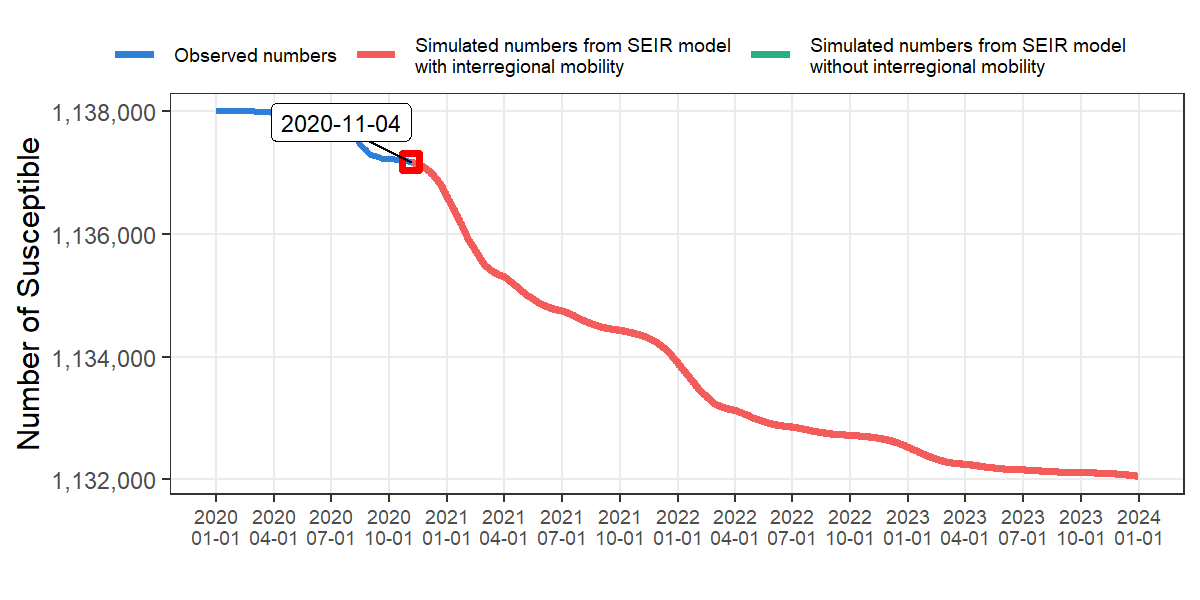 Observed numbers
Simulated numbers from SEIR model
with interregional mobility
Simulated numbers from SEIR model
without interregional mobility
Number of Susceptible
1,138,000
1,136,000
1,134,000
1,132,000
2020-11-04
2020 2020 2020 2020 2021 2021 2021 2021 2022 2022 2022 2022 2023 2023 2023 2023 2024
01-01 04-01 07-01 10-01 01-01 04-01 07-01 10-01 01-01 04-01 07-01 10-01 01-01 04-01 07-01 10-01 01-01